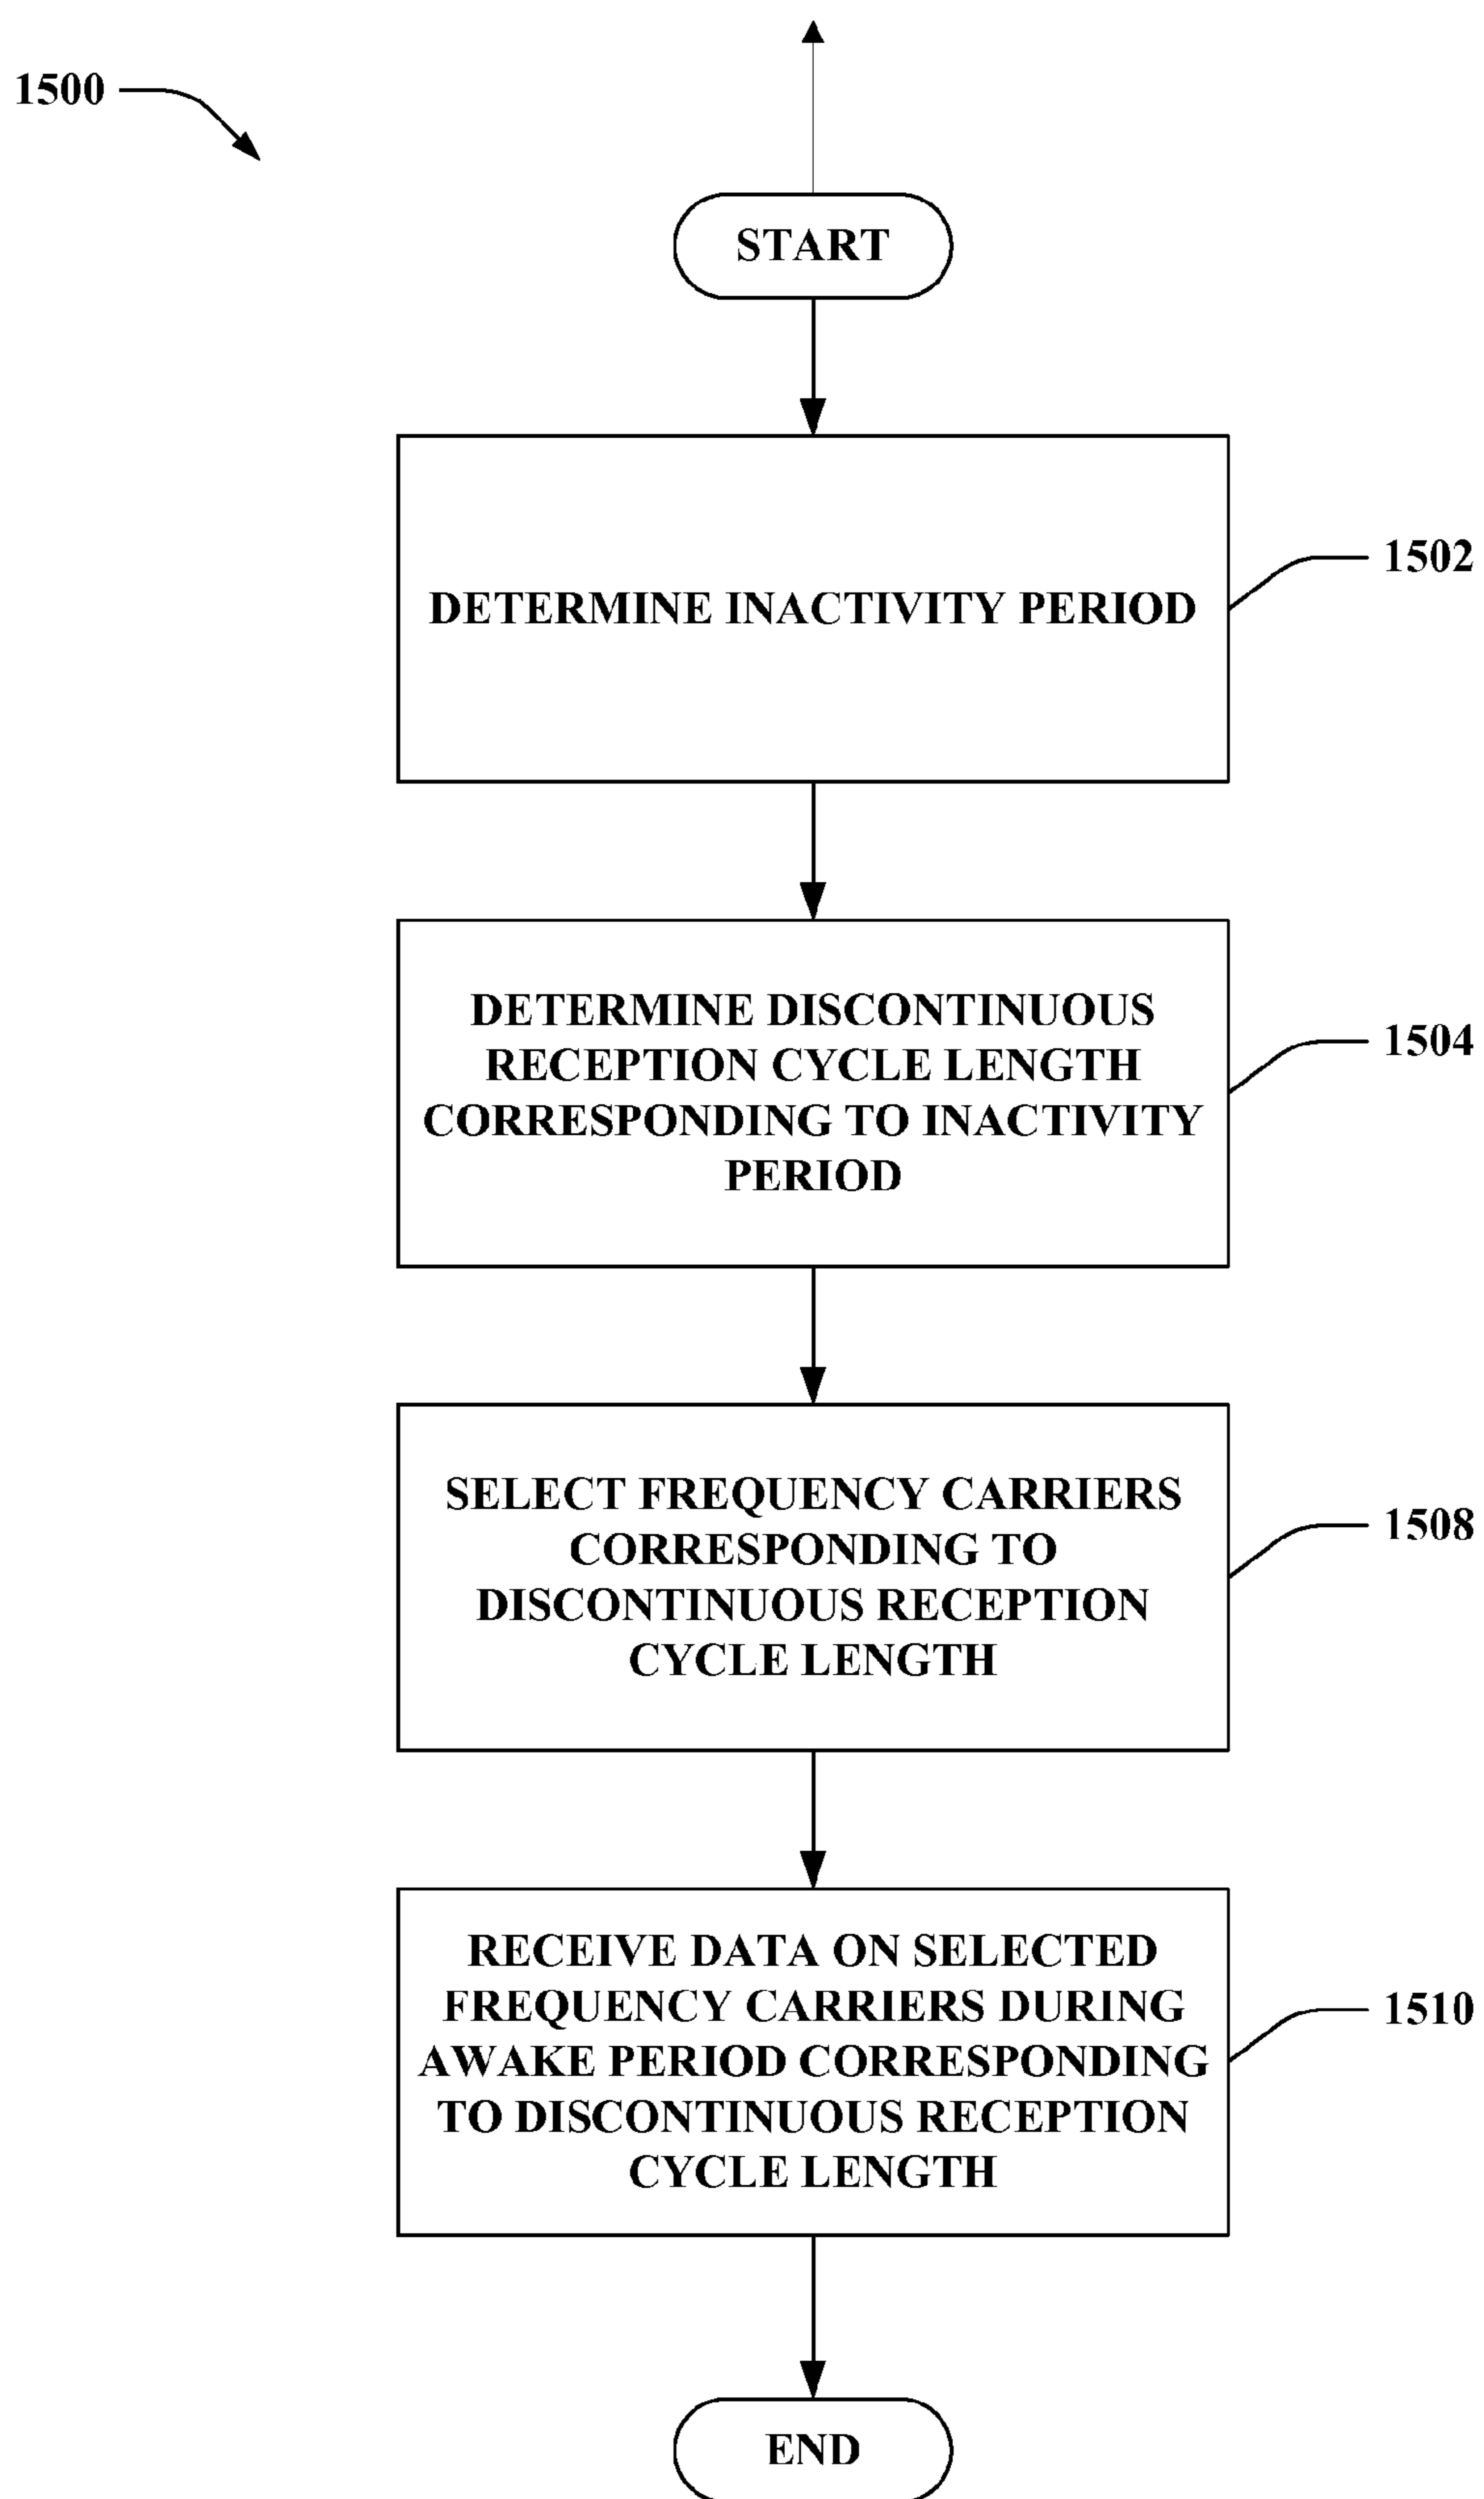 1500
START
DETERMINE INACTIVITY PERIOD
1502
DETERMINE DISCONTINUOUS
RECEPTION CYCLE LENGTH
CORRESPONDING TO INACTIVITY
PERIOD
1504
SELECT FREQUENCY CARRIERS
CORRESPONDING TO
DISCONTINUOUS RECEPTION
CYCLE LENGTH
1508
RECEIVE DATA ON SELECTED
FREQUENCY CARRIERS DURING
AWAKE PERIOD CORRESPONDING
TO DISCONTINUOUS RECEPTION
CYCLE LENGTH
1510
END